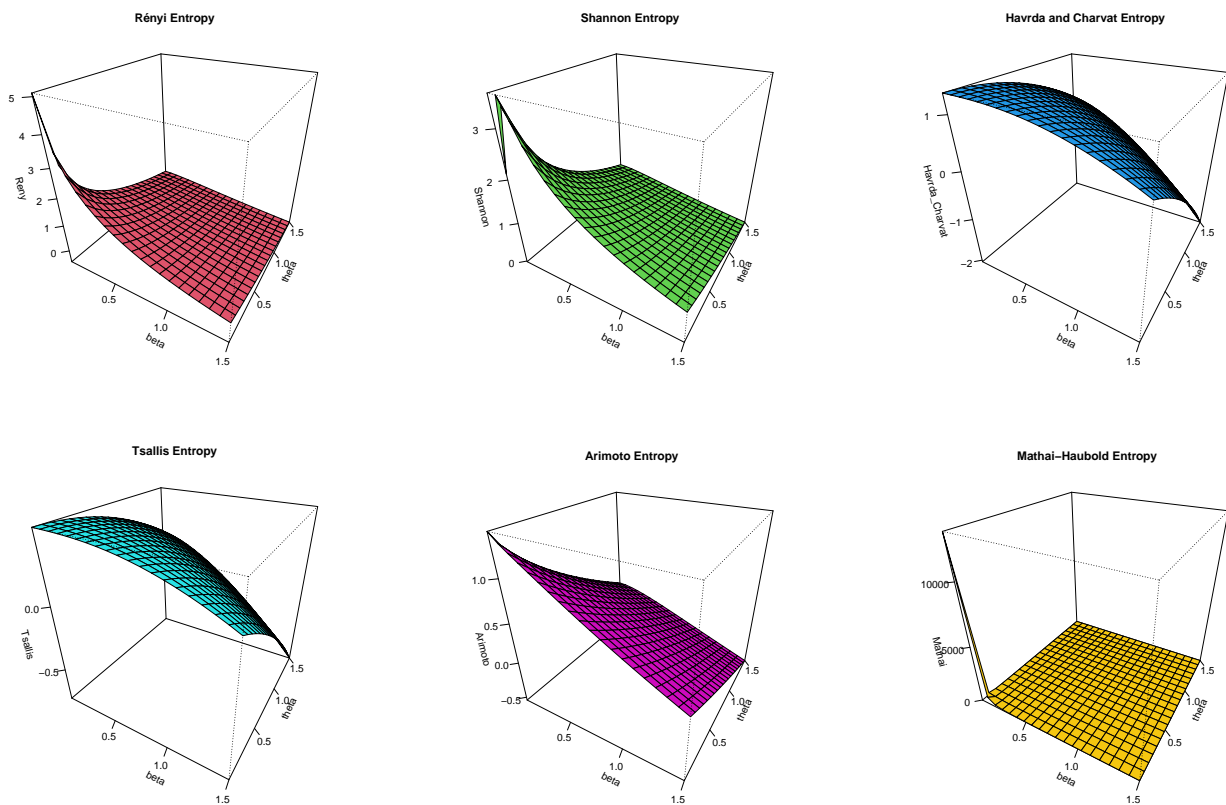 Rényi Entropy
5
4
3
2
1
0
Reny
0.5
1.0
1.5
beta
0.5
1.0
1.5
theta
Shannon Entropy
3
2
1
0
Shannon
0.5
1.0
1.5
beta
0.5
1.0
1.5
theta
Havrda and Charvat Entropy
1
0
−1
−2
Havrda_Charvat
0.5
1.0
1.5
beta
0.5
1.0
1.5
theta
Tsallis Entropy
0.0
−0.5
Tsallis
0.5
1.0
1.5
beta
0.5
1.0
1.5
theta
Arimoto Entropy
1.0
0.5
0.0
−0.5
Arimoto
0.5
1.0
1.5
beta
0.5
1.0
1.5
theta
Mathai−Haubold Entropy
10000
5000
0
Mathai
0.5
1.0
1.5
beta
0.5
1.0
1.5
theta